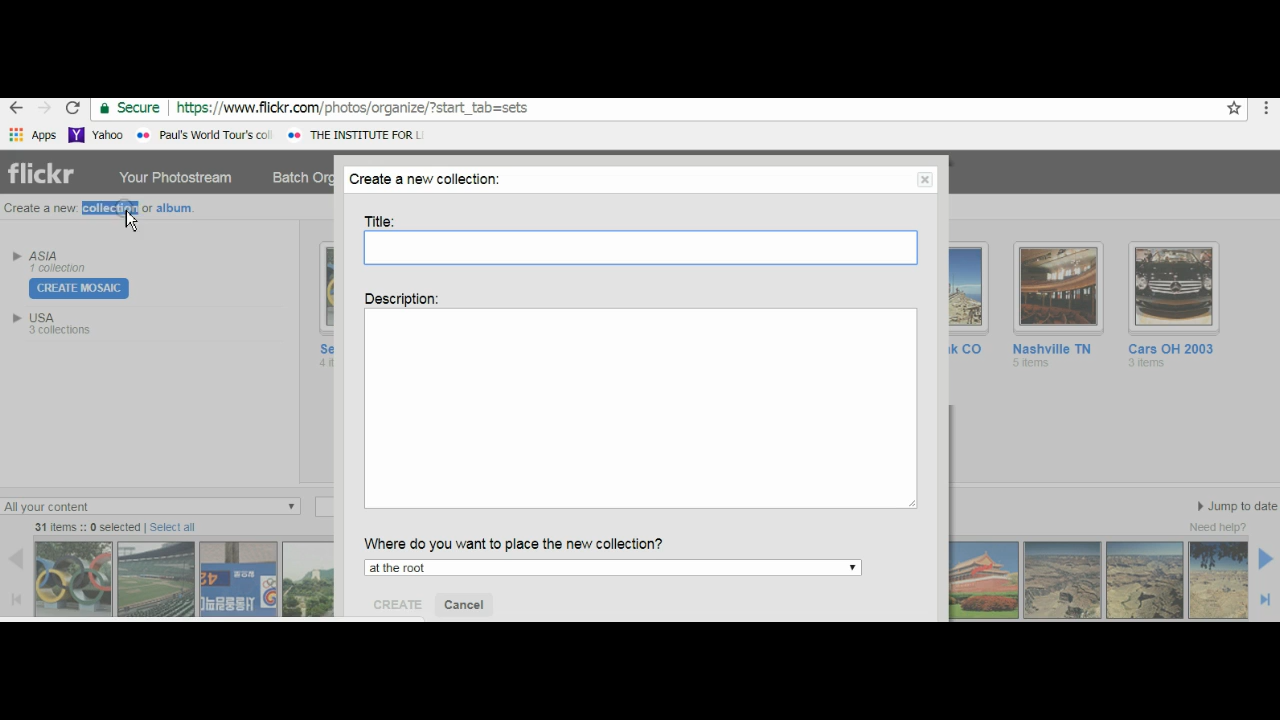 Secure https://www.flickr.com/photos/organize/?start_tab=sets
Apps Yahoo Paul's World Tour's col THE INSTITUTE FOR LI
flickr Your Photostream Batch Org
Create a new collection:
Create a new: collection or album.
Title:
ASIA
1 collection
CREATE MOSAIC
Description:
USA
3 collections
Se
4 it
k CO
Nashville TN
5 items
Cars OH 2003
3 items
All your content
Jump to date
31 items :: 0 selected | Select all
Need help?
Where do you want to place the new collection?
at the root
CREATE Cancel